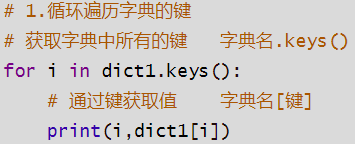 # 1.循环遍历字典的键
# 获取字典中所有的键   字典名.keys()
for i in dict1.keys():
    # 通过键获取值    字典名[键]
    print(i,dict1[i])